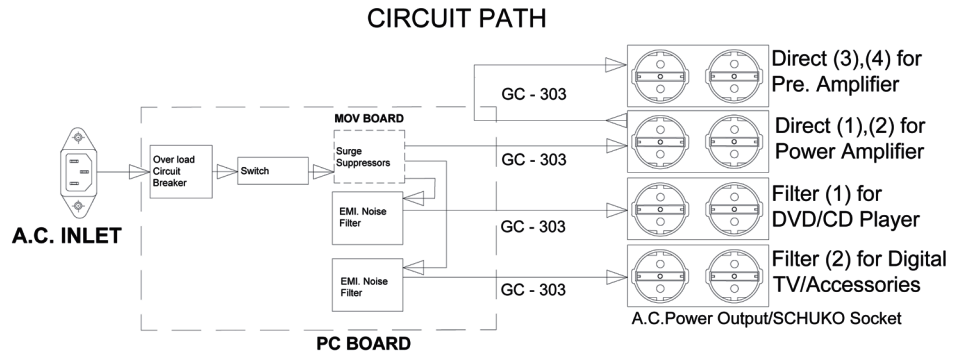 CIRCUIT PATH
Direct (3),(4) for
Pre. Amplifier
GC - 303
MOV BOARD
Direct (1),(2) for
Power Amplifier
Over load
Circuit
Breaker
Switch
Surge
Suppressors
GC - 303
A.C. INLET
EMI. Noise
Filter
GC - 303
Filter (1) for
DVD/CD Player
EMI. Noise
Filter
GC - 303
Filter (2) for Digital
TV/Accessories
A.C.Power Output/SCHUKO Socket
PC BOARD